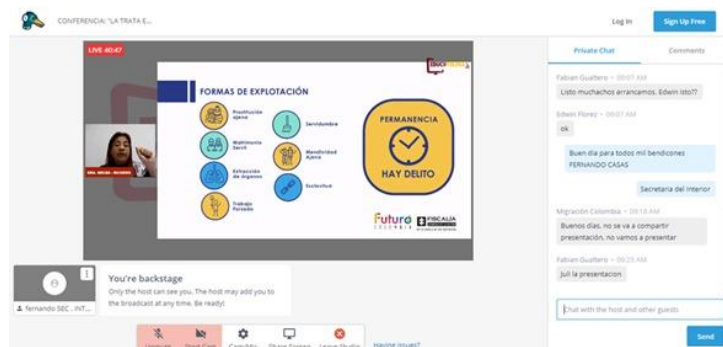 CONFERENCIA: "LA TRATA E...
Log In
Sign Up Free
LIVE 40:47
FORMAS DE EXPLOTACIÓN
Prostitución
ajena
Matrimonio
Servil
Extracción
de órganos
Trabajo
Forzado
Servidumbre
Mendicidad
Ajena
Esclavitud
PERMANENCIA
HAY DELITO
Futuro
COLOMBIA
FISCALÍA
You're backstage
Only the host can see you. The host may add you to
the broadcast at any time. Be ready!
fernando SEC . INT...
Share Screen
Leave Studio
Having issues?
Private Chat
Comments
Fabian Gualtero • 09:07 AM
Listo muchachos arrancamos. Edwin listo??
Edwin Florez • 09:07 AM
ok
Buen dia para todos mil bendiciones
FERNANDO CASAS
Secretaria del Interior
Migración Colombia • 09:18 AM
Buenos días, no se va a compartir
presentación, no vamos a presentar
Fabian Gualtero • 09:25 AM
Juli la presentacion
Chat with the host and other guests
Send